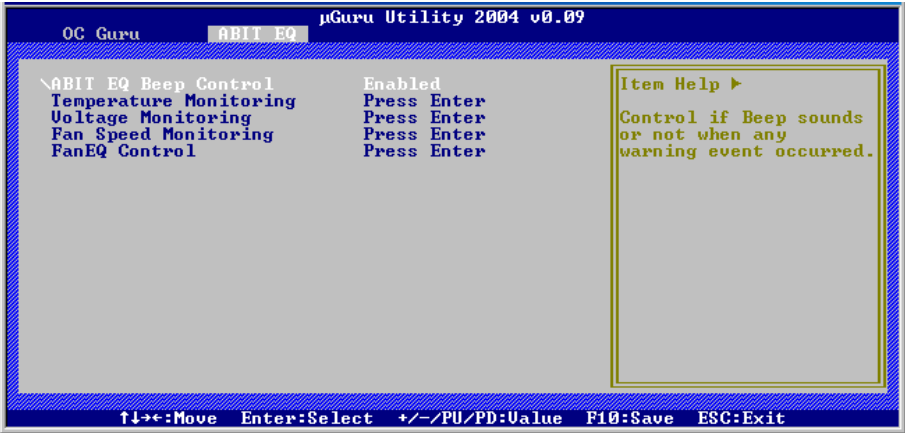 µGuru Utility 2004 v0.09
OC Guru ABIT EQ
\ABIT EQ Beep Control Enabled
Temperature Monitoring Press Enter
Voltage Monitoring Press Enter
Fan Speed Monitoring Press Enter
FanEQ Control Press Enter
Item Help ►
Control if Beep sounds
or not when any
warning event occurred.
↑↓→←:Move Enter:Select +/-/PU/PD:Value F10:Save ESC:Exit